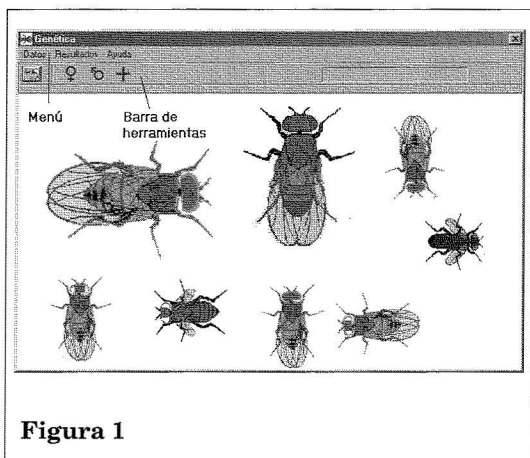 Genética
Datos Resultados Ayuda
Menú
Barra de
herramientas
Figura 1